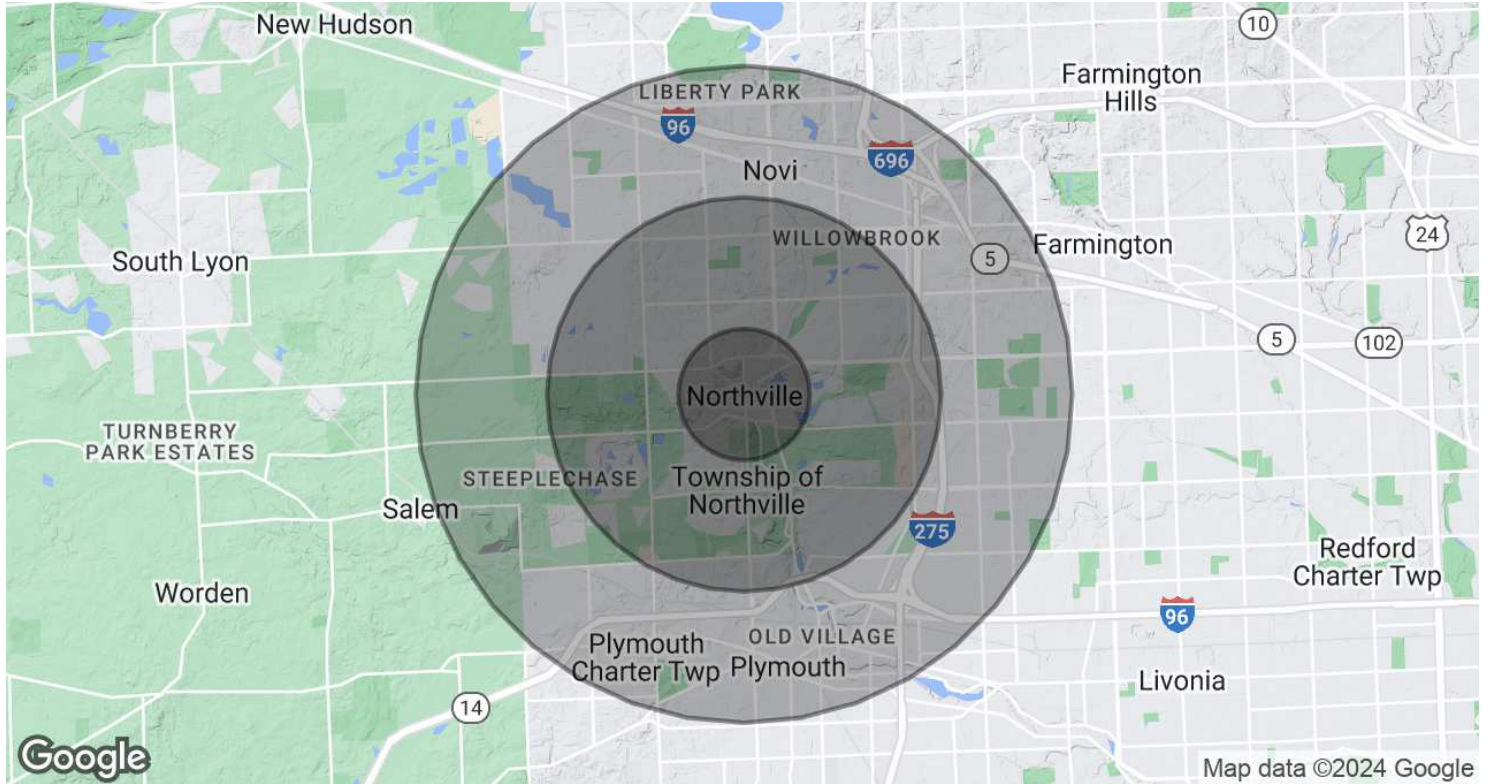 New Hudson
10
Farmington
Hills
LIBERTY PARK
96
696
Novi
24
WILLOWBROOK
Farmington
South Lyon
5
5
102
Northville
TURNBERRY
PARK ESTATES
STEEPLECHASE
Township of
Northville
Salem
275
Redford
Charter Twp
Worden
96
OLD VILLAGE
Plymouth
Charter Twp
Plymouth
Livonia
14
Google
Map data ©2024 Google